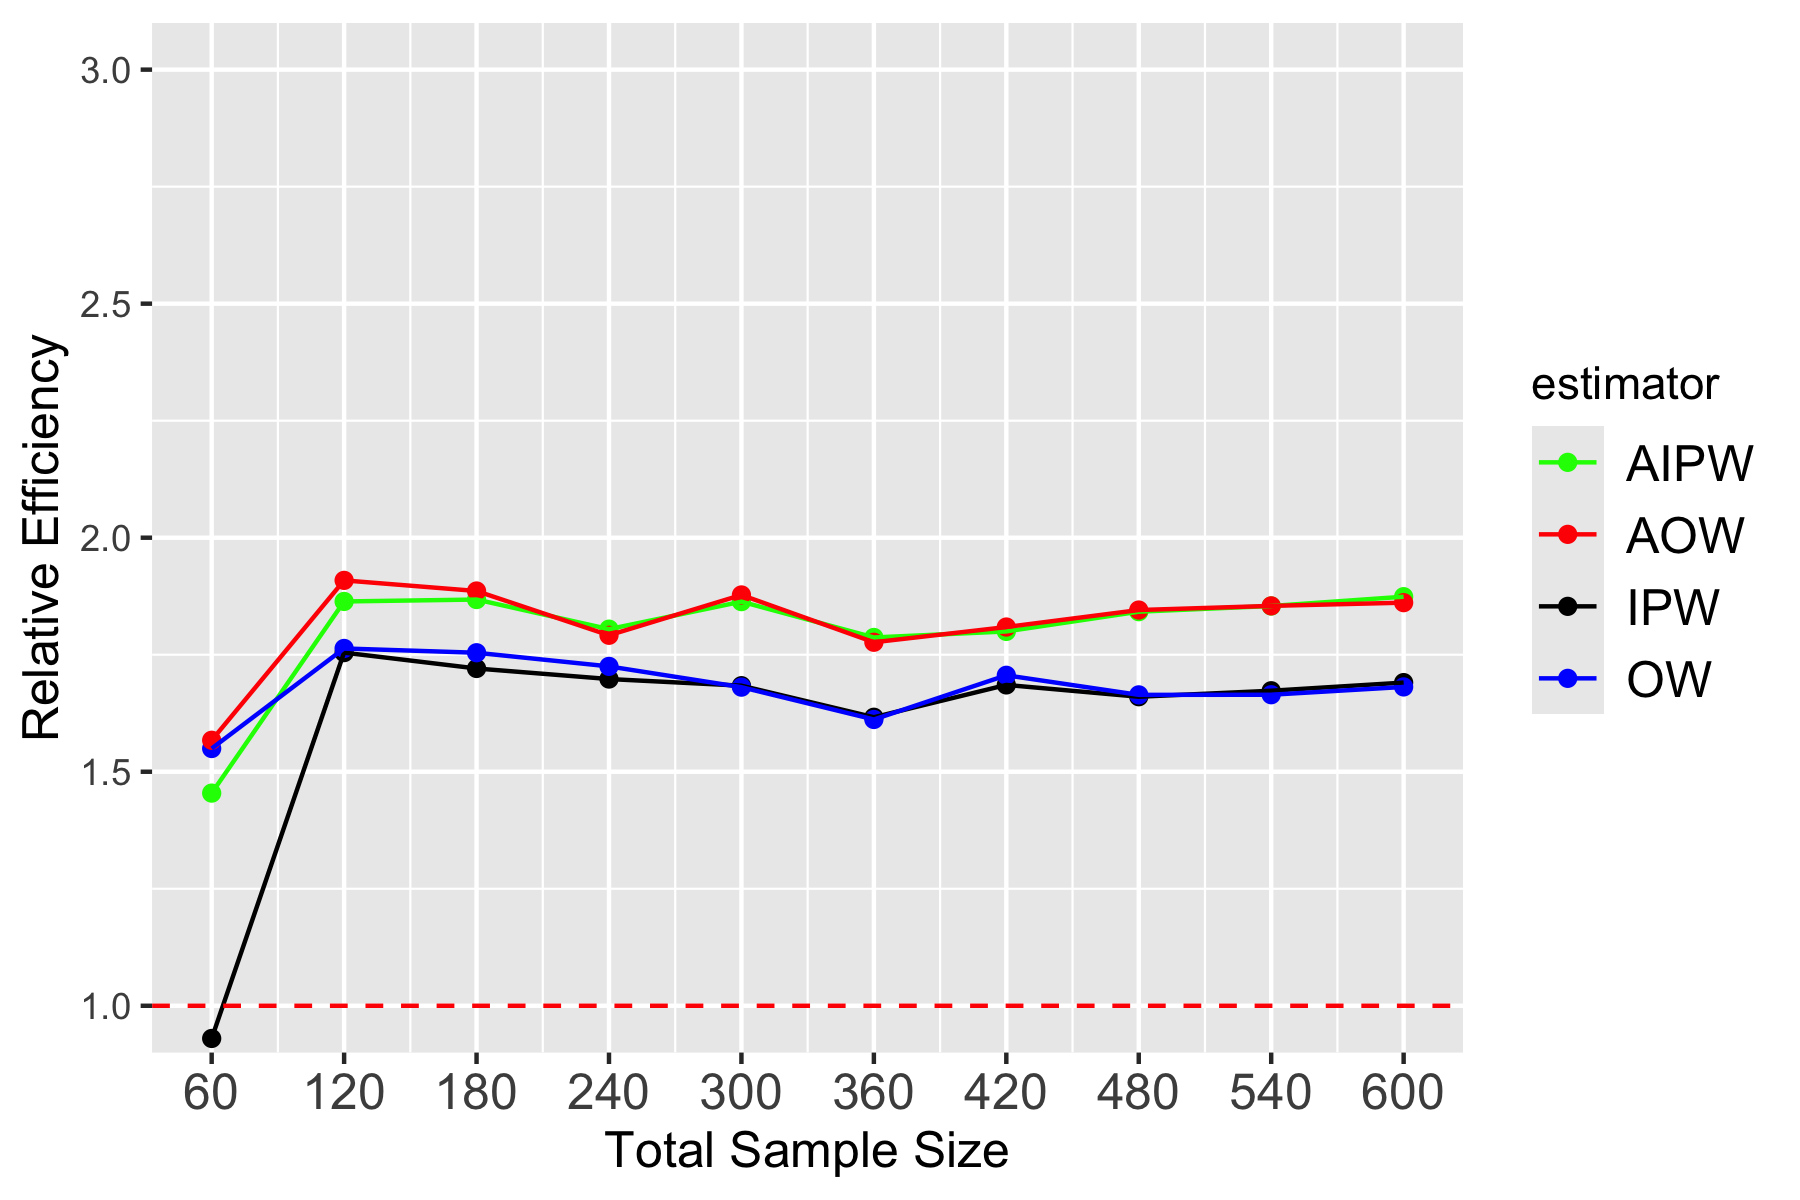 3.0
2.5
2.0
1.5
1.0
Relative Efficiency
60 120 180 240 300 360 420 480 540 600
Total Sample Size
estimator
AIPW
AOW
IPW
OW